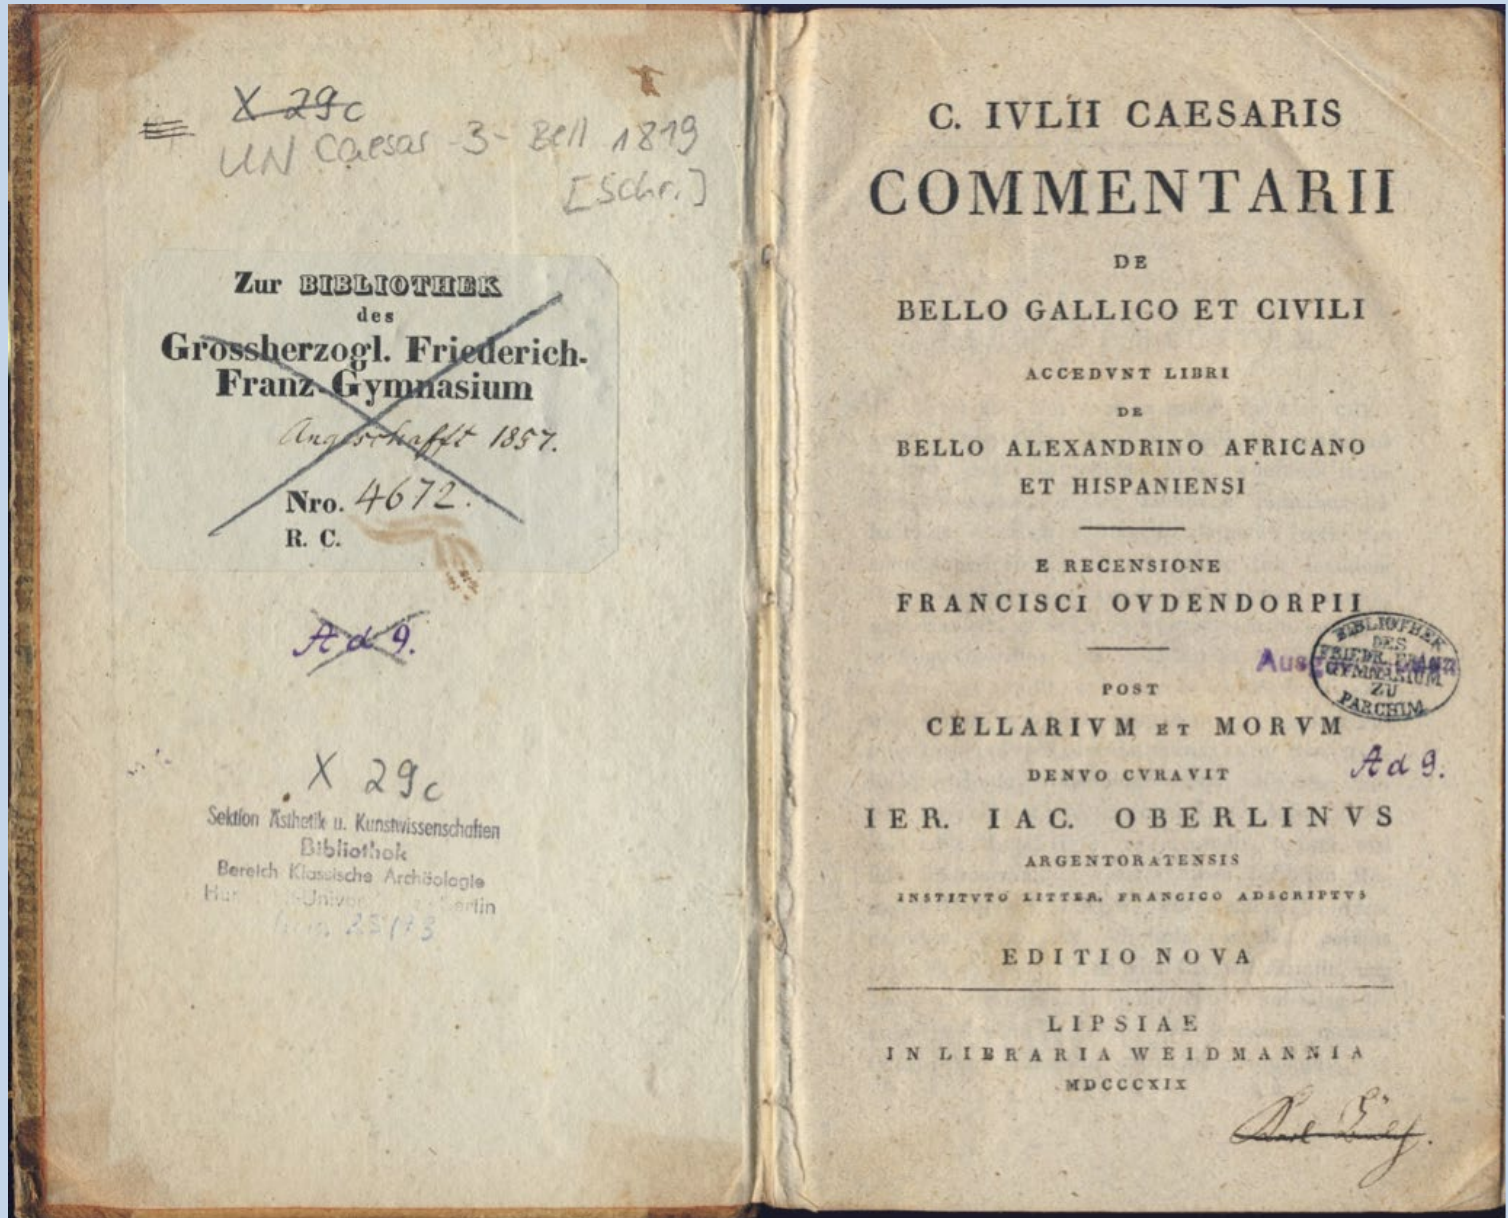 X 29c
UN Caesar -3- Bell 1819
[Schr.]
Zur BIBLIOTHEK
des
Grossherzogl. Friederich-
Franz-Gymnasium
Angeschafft 1857.
Nro. 4672.
R. C.
A d 9.
X 29c
Sektion Ästhetik u. Kunstwissenschaften
Bibliothek
Bereich Klassische Archäologie
C. IVLII CAESARIS
COMMENTARII
DE
BELLO GALLICO ET CIVILI
ACCEDVNT LIBRI
DE
BELLO ALEXANDRINO AFRICANO
ET HISPANIENSI
E RECENSIONE
FRANCISCI OVDENDORPII
BIBLIOTHEK
DES
FRIEDR. FRANZ
GYMNASIUM
ZU
PARCHIM
POST
CELLARIVM ET MORVM
DENVO CVRAVIT
A d 9.
IER. IAC. OBERLINVS
ARGENTORATENSIS
INSTITVTO LITTER. FRANCICO ADSCRIPTVS
EDITIO NOVA
LIPSIAE
IN LIBRARIA WEIDMANNIA
MDCCCXIX